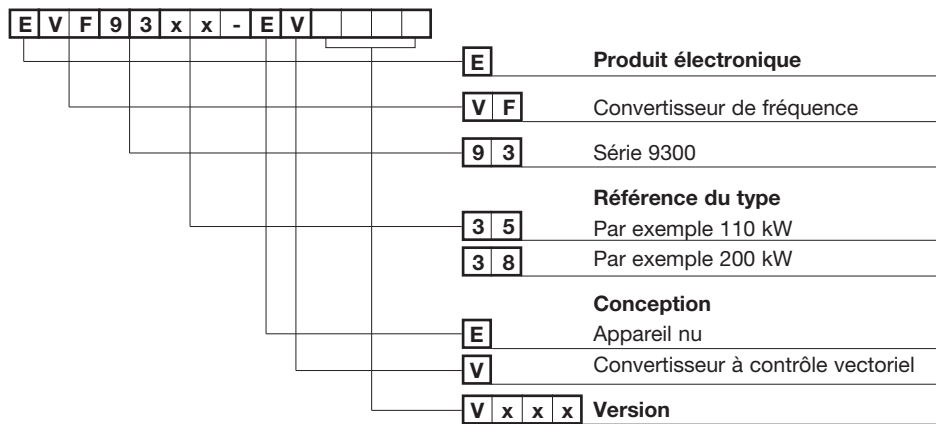 E V F 9 3 x x - E V
E Produit électronique
V F Convertisseur de fréquence
9 3 Série 9300
Référence du type
3 5 Par exemple 110 kW
3 8 Par exemple 200 kW
Conception
E Appareil nu
V Convertisseur à contrôle vectoriel
V x x x Version